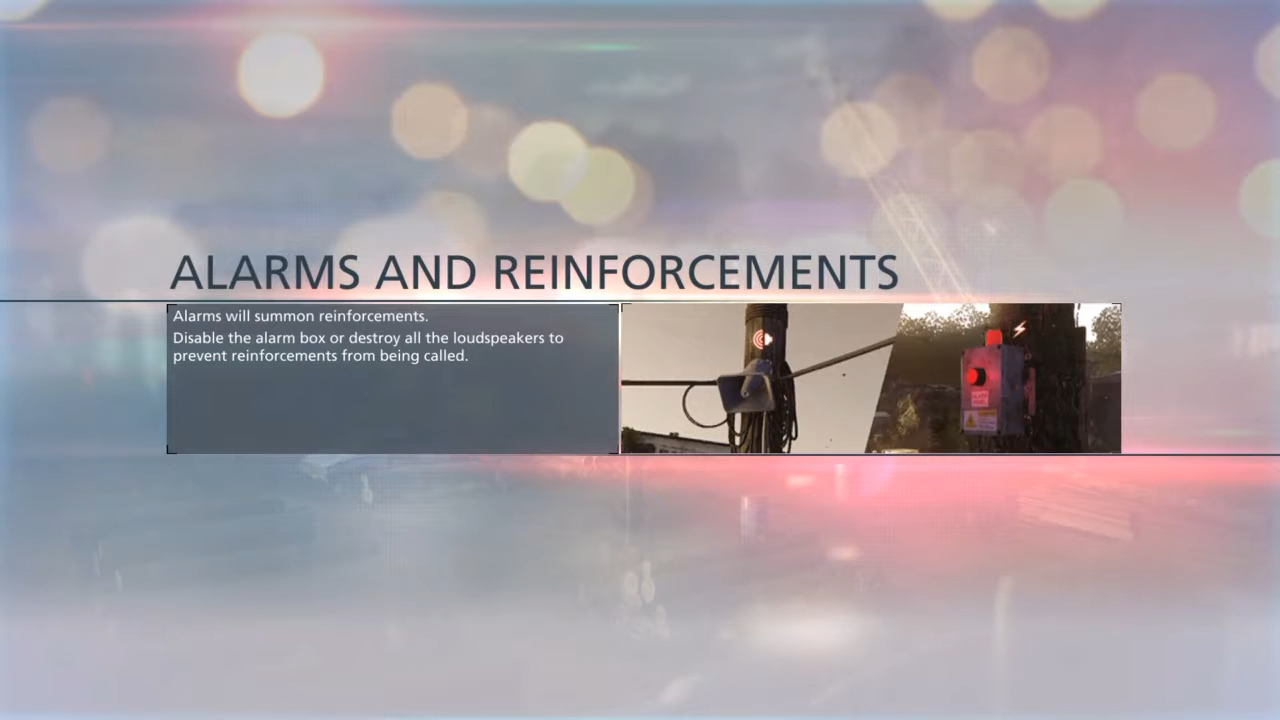 ALARMS AND REINFORCEMENTS
Alarms will summon reinforcements.
Disable the alarm box or destroy all the loudspeakers to
prevent reinforcements from being called.